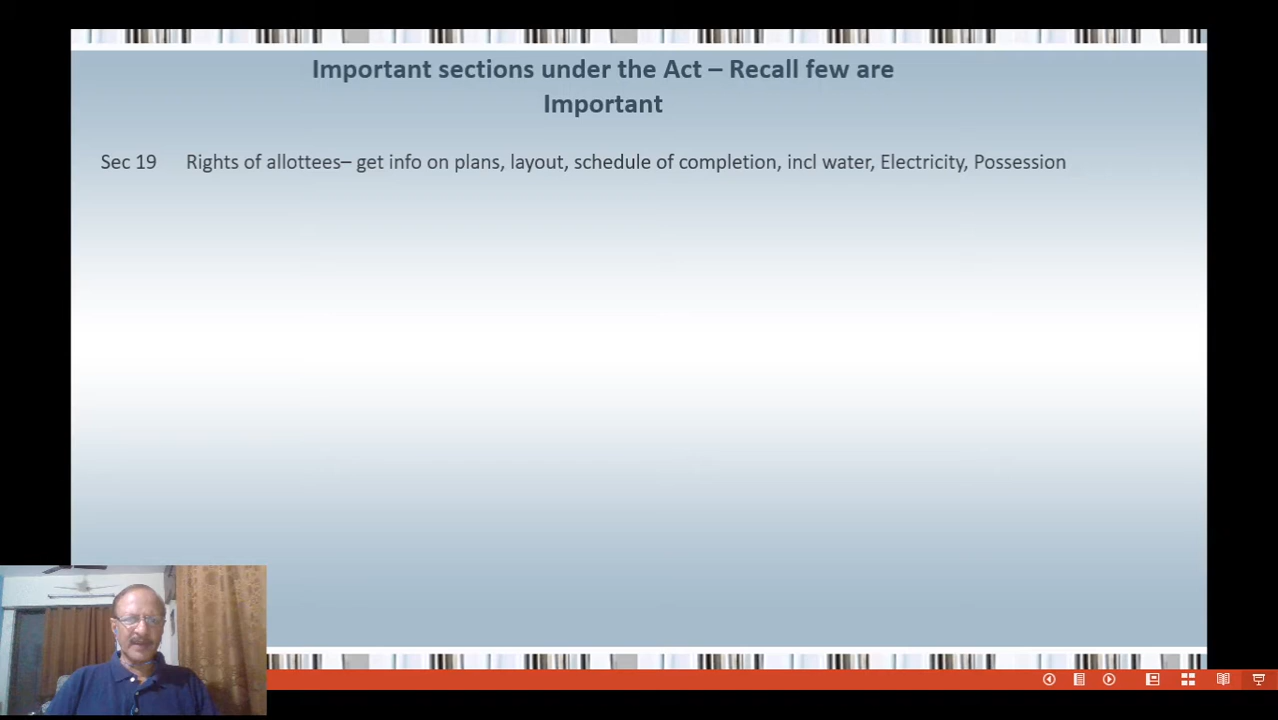 Important sections under the Act – Recall few are
Important
Sec 19 Rights of allottees– get info on plans, layout, schedule of completion, incl water, Electricity, Possession